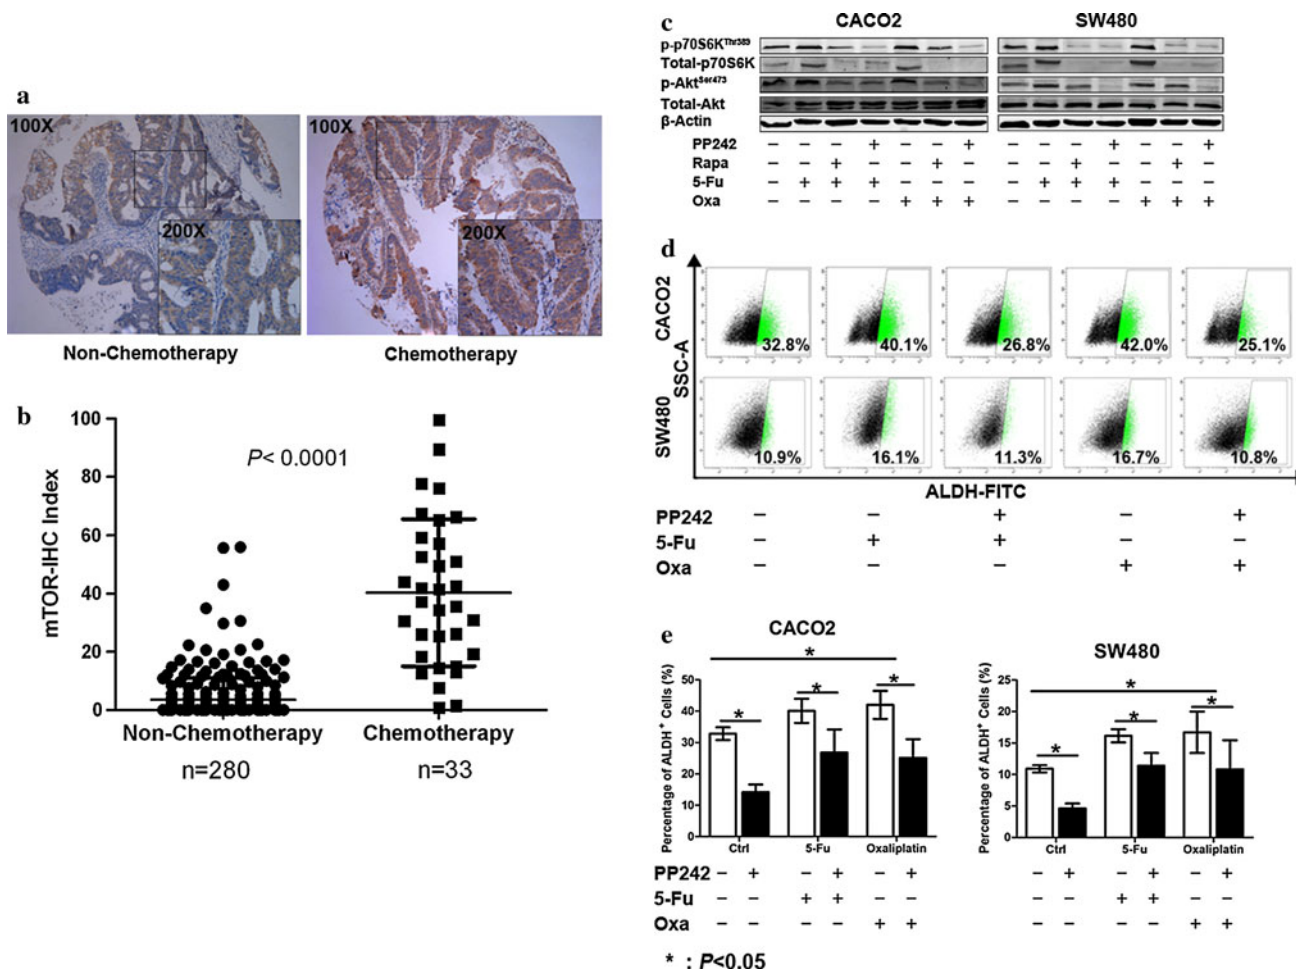 a
100X
200X
Non-Chemotherapy
100X
200X
Chemotherapy
b
mTOR-IHC Index
100
80
60
40
20
0
P< 0.0001
Non-Chemotherapy
Chemotherapy
n=280
n=33
c
CACO2
SW480
p-p70S6K Thr389
Total-p70S6K
p-Akt Ser473
Total-Akt
β-Actin
PP242 – – – + – – + – – – + – – +
Rapa – – + – – + – – – + – – + –
5-Fu – + + + – – – – + + + – – –
Oxa – – – – + + + – – – – + + +
d
SSC-A
CACO2
32.8%
40.1%
26.8%
42.0%
25.1%
SW480
10.9%
16.1%
11.3%
16.7%
10.8%
ALDH-FITC
PP242 – – + – +
5-Fu – + + – –
Oxa – – – + +
e
CACO2
Percentage of ALDH+ Cells (%)
50
40
30
20
10
0
* * * *
Ctrl
5-Fu
Oxaliplatin
SW480
Percentage of ALDH+ Cells (%)
25
20
15
10
5
0
* * * *
Ctrl
5-Fu
Oxaliplatin
PP242 – + – + – + – + – + – +
5-Fu – – + + – – – – + + – –
Oxa – – – – + + – – – – + +
* : P<0.05